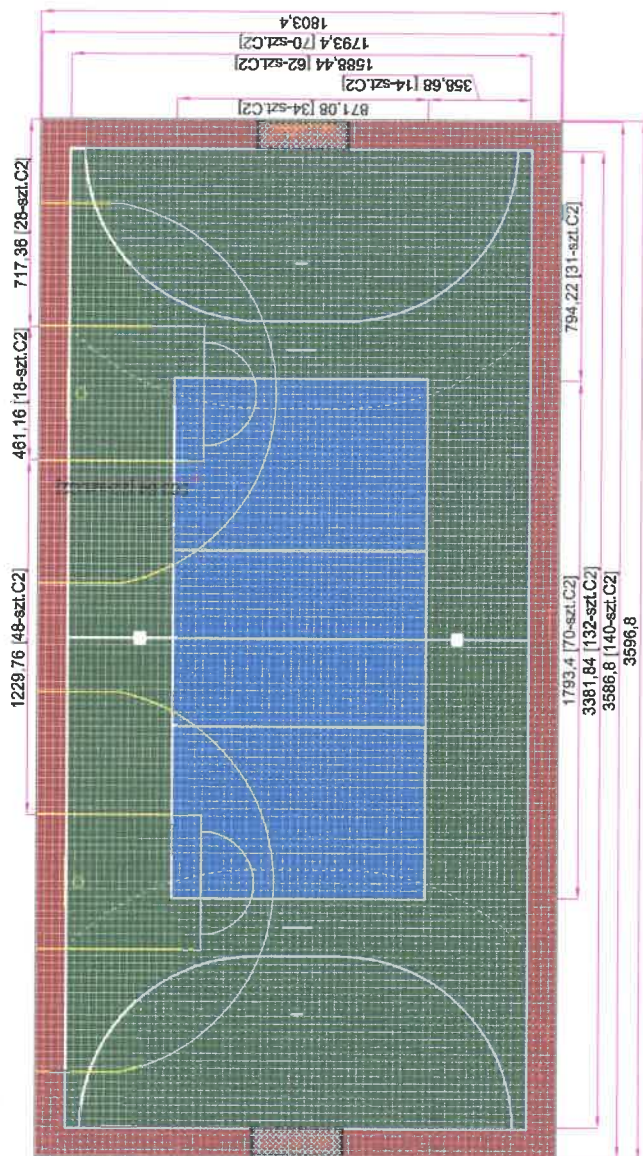 1803,4
1793,4 [70-szt.C2]
1588,44 [62-szt.C2]
358,68 [14-szt.C2]
871,08 [34-szt.C2]
717,36 [28-szt.C2]
461,16 [18-szt.C2]
1229,76 [48-szt.C2]
794,22 [31-szt.C2]
1793,4 [70-szt.C2]
3381,84 [132-szt.C2]
3586,8 [140-szt.C2]
3596,8